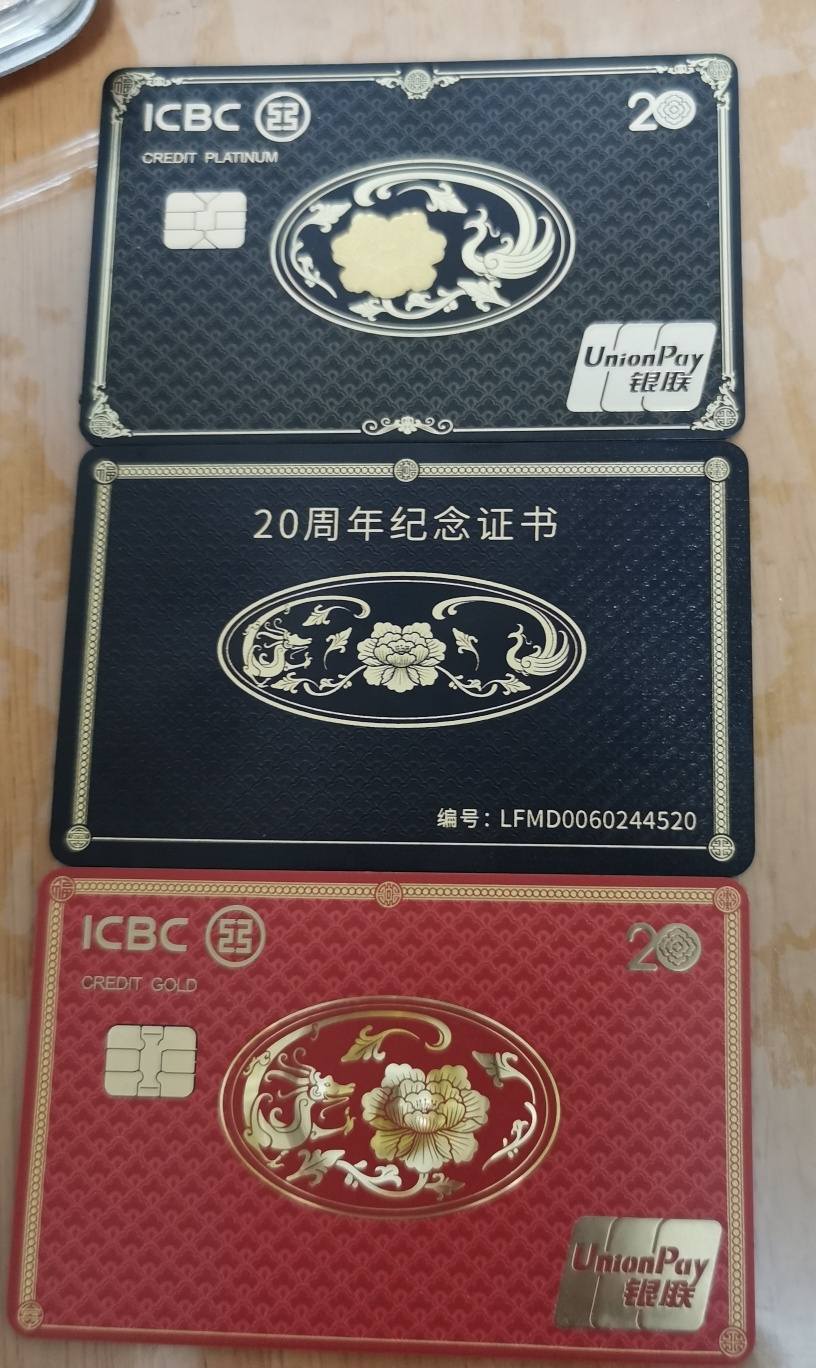 ICBC
20
CREDIT PLATINUM
UnionPay
银联
20周年纪念证书
编号：LFMD0060244520
ICBC
20
CREDIT GOLD
UnionPay
银联